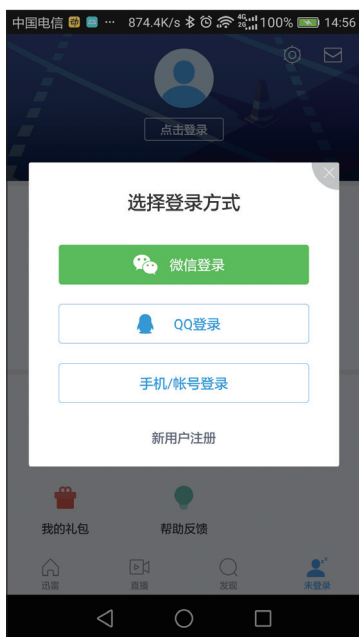 中国电信 ··· 874.4K/s 4G 2G 100% 14:56
点击登录
选择登录方式
微信登录
QQ登录
手机/帐号登录
新用户注册
我的礼包 帮助反馈
迅雷 直播 发现 未登录